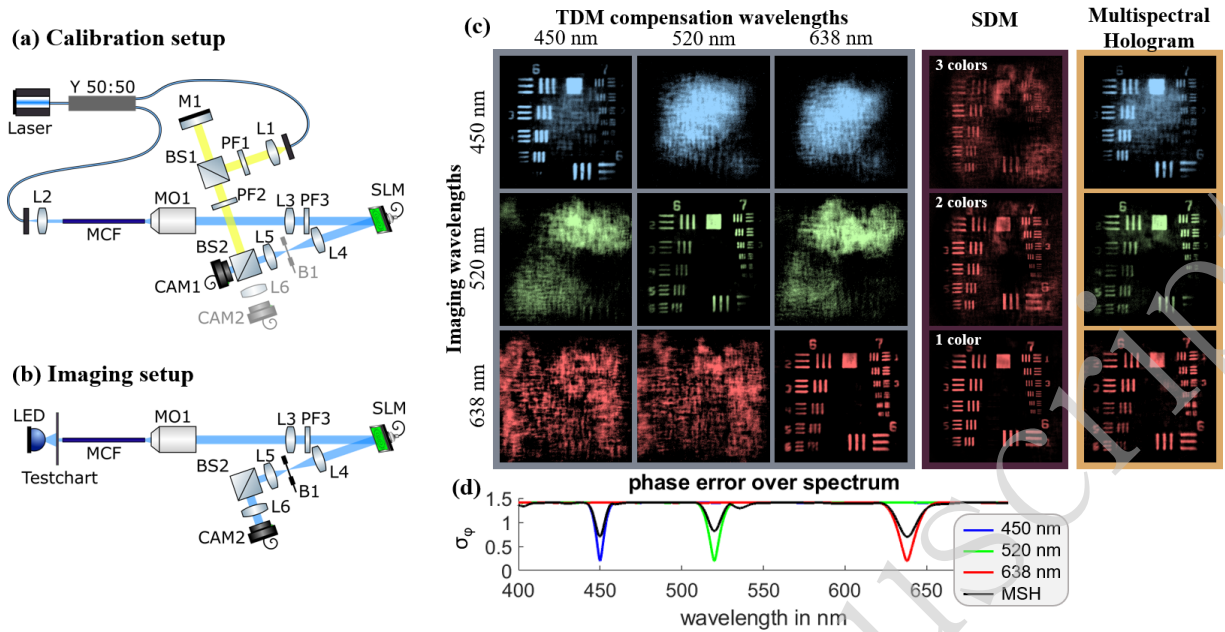 (a) Calibration setup
Laser
Y 50:50
M1
BS1
PF1
L1
PF2
L2
MCF
MO1
L3
PF3
SLM
BS2
L5
L4
B1
CAM1
L6
CAM2
(b) Imaging setup
LED
Testchart
MCF
MO1
L3
PF3
SLM
BS2
L5
L4
B1
L6
CAM2
(c)
TDM compensation wavelengths
450 nm
520 nm
638 nm
SDM
Multispectral
Hologram
Imaging wavelengths
450 nm
520 nm
638 nm
3 colors
2 colors
1 color
(d)
phase error over spectrum
σφ
1.5
1
0.5
0
400
450
500
550
600
650
wavelength in nm
450 nm
520 nm
638 nm
MSH